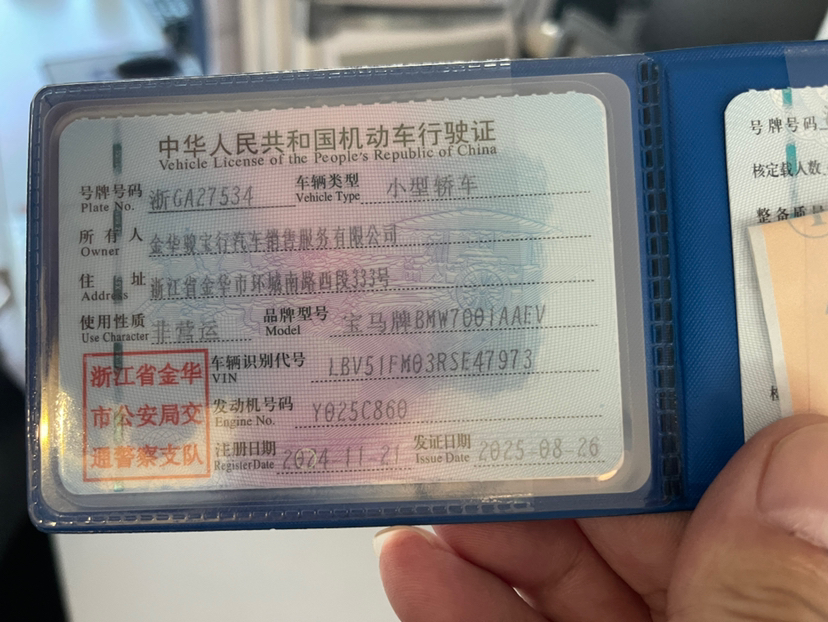 中华人民共和国机动车行驶证
Vehicle License of the People's Republic of China
号牌号码 浙GA27534 车辆类型 小型轿车
Plate No. Vehicle Type
所有人 金华骏宝行汽车销售服务有限公司
Owner
住址 浙江省金华市环城南路西段333号
Address
使用性质 非营运 品牌型号 宝马牌BMW7001AAEV
Use Character Model
车辆识别代号 LBV51FM03RSE47973
VIN
发动机号码 Y025C860
Engine No.
注册日期 2024-11-21 发证日期 2025-08-26
Register Date Issue Date
浙江省金华
市公安局交
通警察支队
号牌号码
核定载人数
整备质量